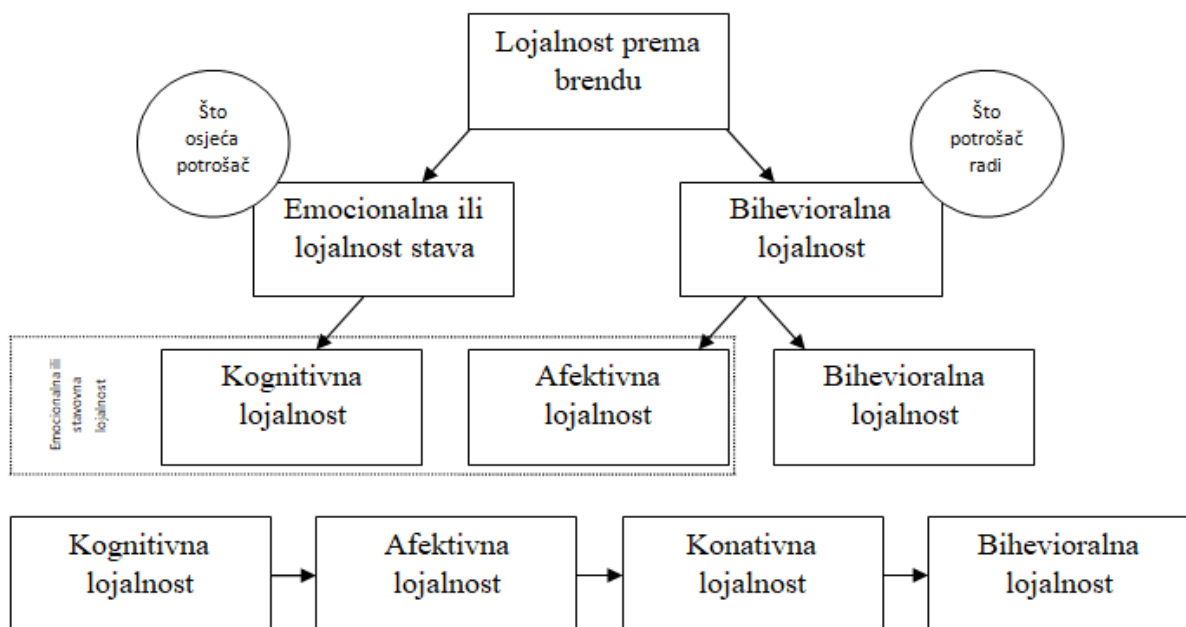 Lojalnost prema
brendu
Što
osjeća
potrošač
Što
potrošač
radi
Emocionalna ili
lojalnost stava
Bihevioralna
lojalnost
Emocionalna ili
stavovna
lojalnost
Kognitivna
lojalnost
Afektivna
lojalnost
Bihevioralna
lojalnost
Kognitivna
lojalnost
Afektivna
lojalnost
Konativna
lojalnost
Bihevioralna
lojalnost